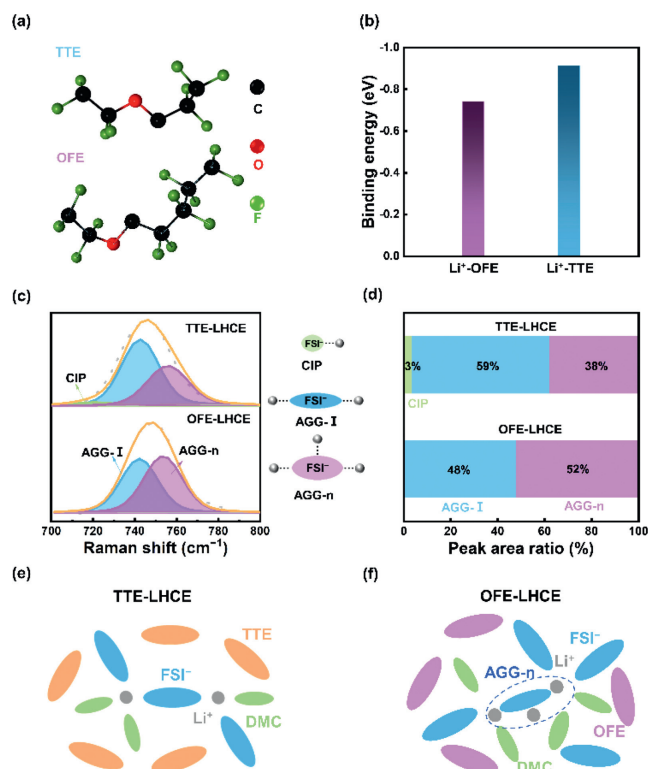 (a)
TTE
OFE
C
O
F
(b)
Binding energy (eV)
-1.0
-0.8
-0.6
-0.4
-0.2
0.0
Li⁺-OFE
Li⁺-TTE
(c)
TTE-LHCE
CIP
OFE-LHCE
AGG-I
AGG-n
700
720
740
760
780
800
Raman shift (cm⁻¹)
FSI⁻
CIP
FSI⁻
AGG-I
FSI⁻
AGG-n
(d)
TTE-LHCE
3%
59%
38%
CIP
OFE-LHCE
48%
52%
AGG-I
AGG-n
0
20
40
60
80
100
Peak area ratio (%)
(e)
TTE-LHCE
TTE
FSI⁻
Li⁺
DMC
(f)
OFE-LHCE
FSI⁻
Li⁺
AGG-n
OFE
DMC